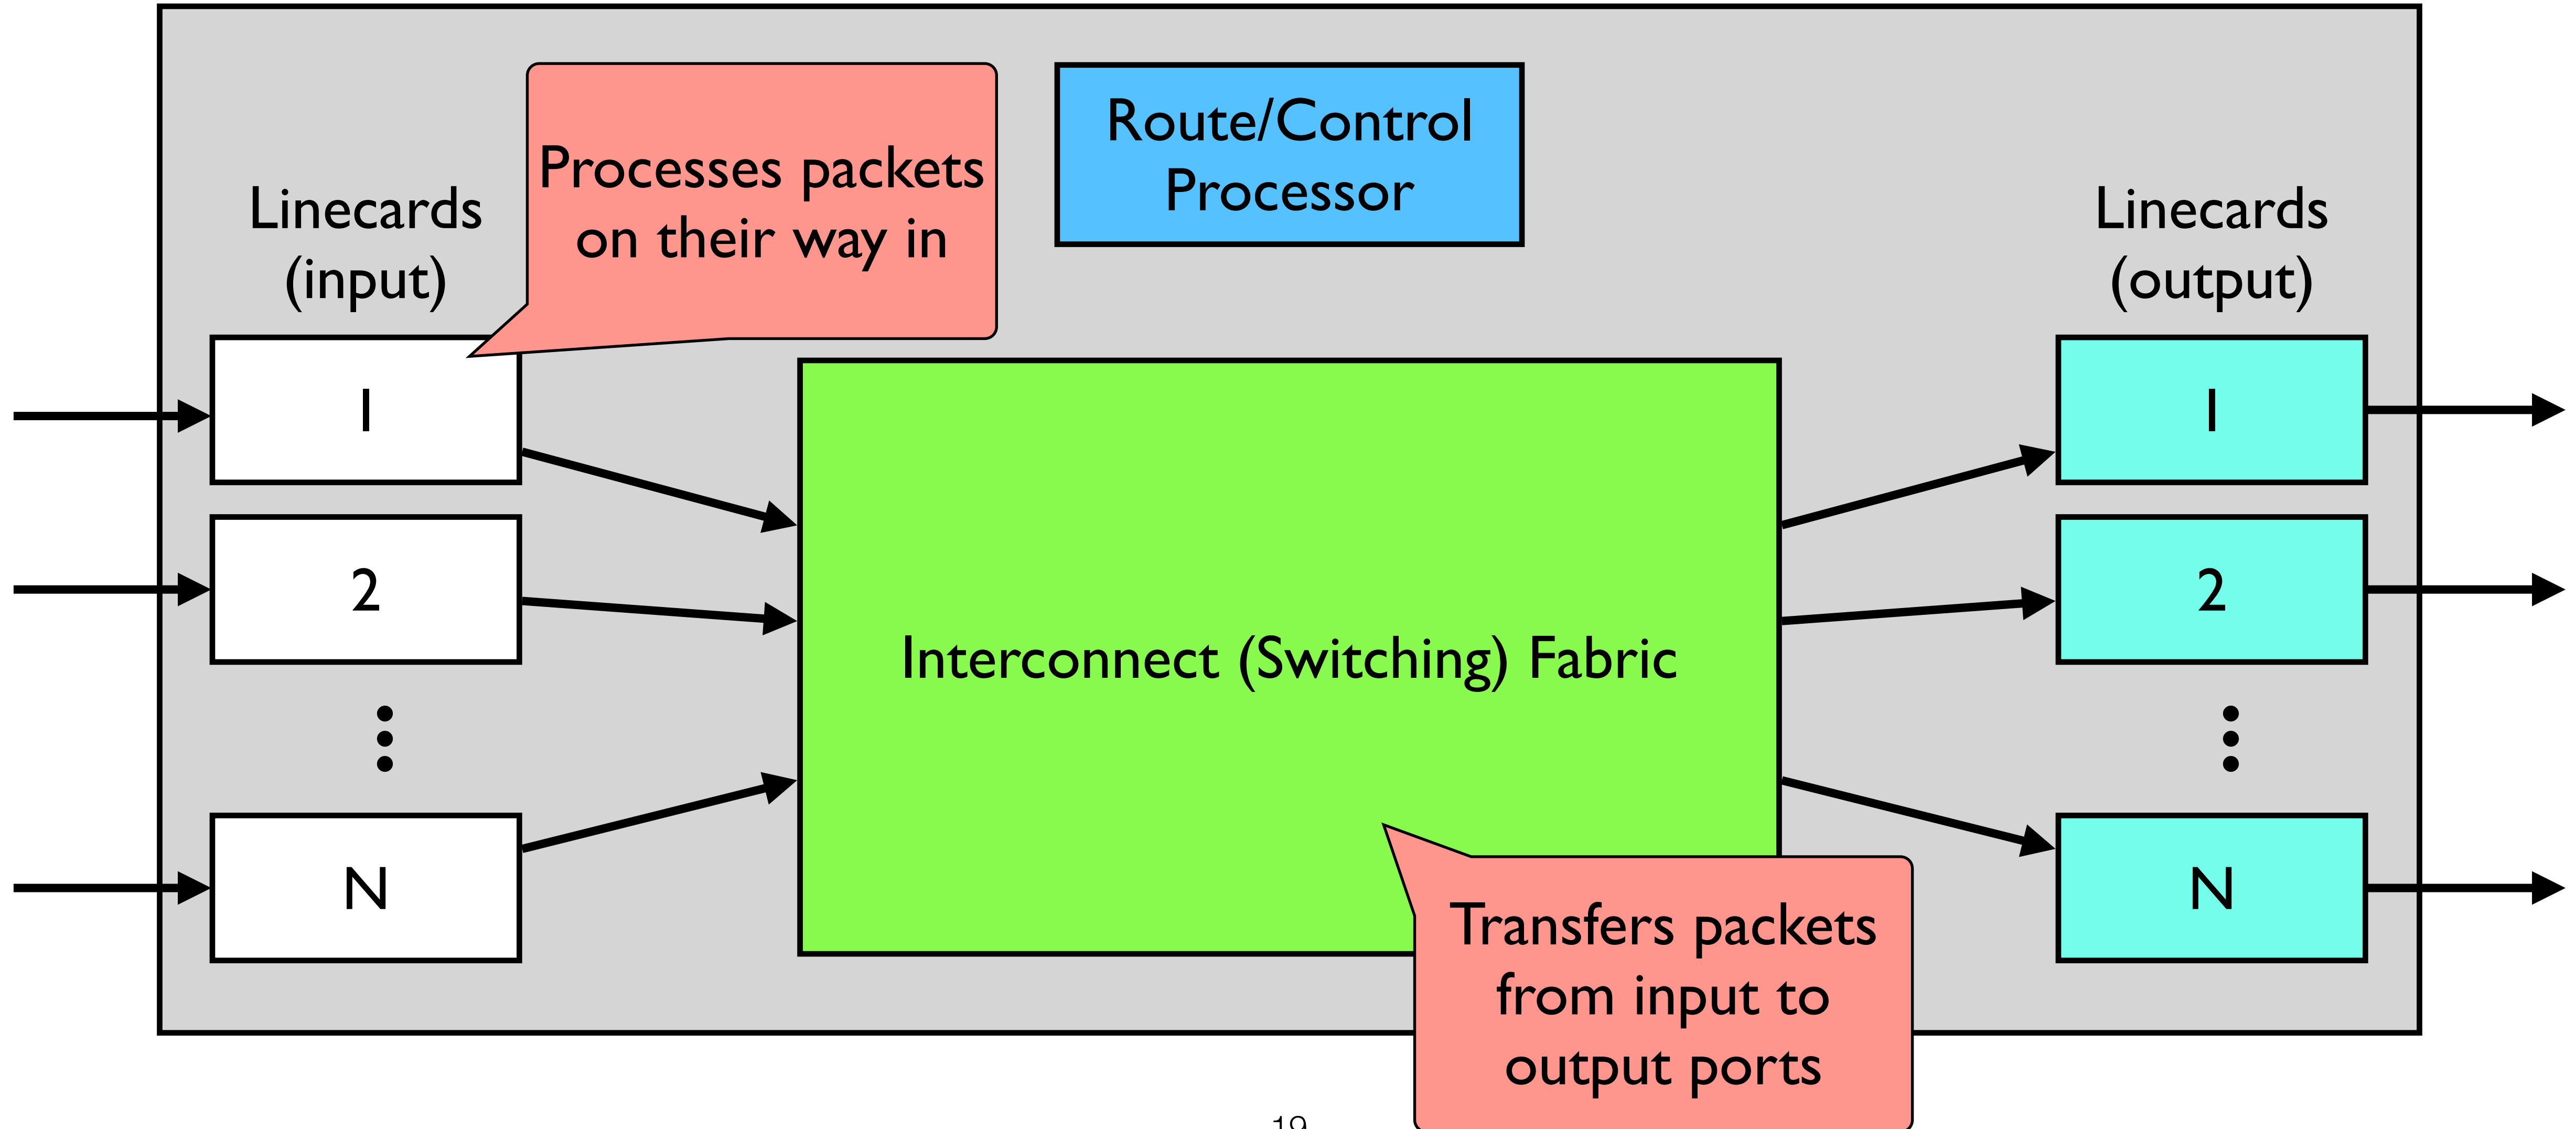 Processes packets
on their way in
Route/Control
Processor
Linecards
(input)
Linecards
(output)
1
2
N
Interconnect (Switching) Fabric
1
2
N
Transfers packets
from input to
output ports
19